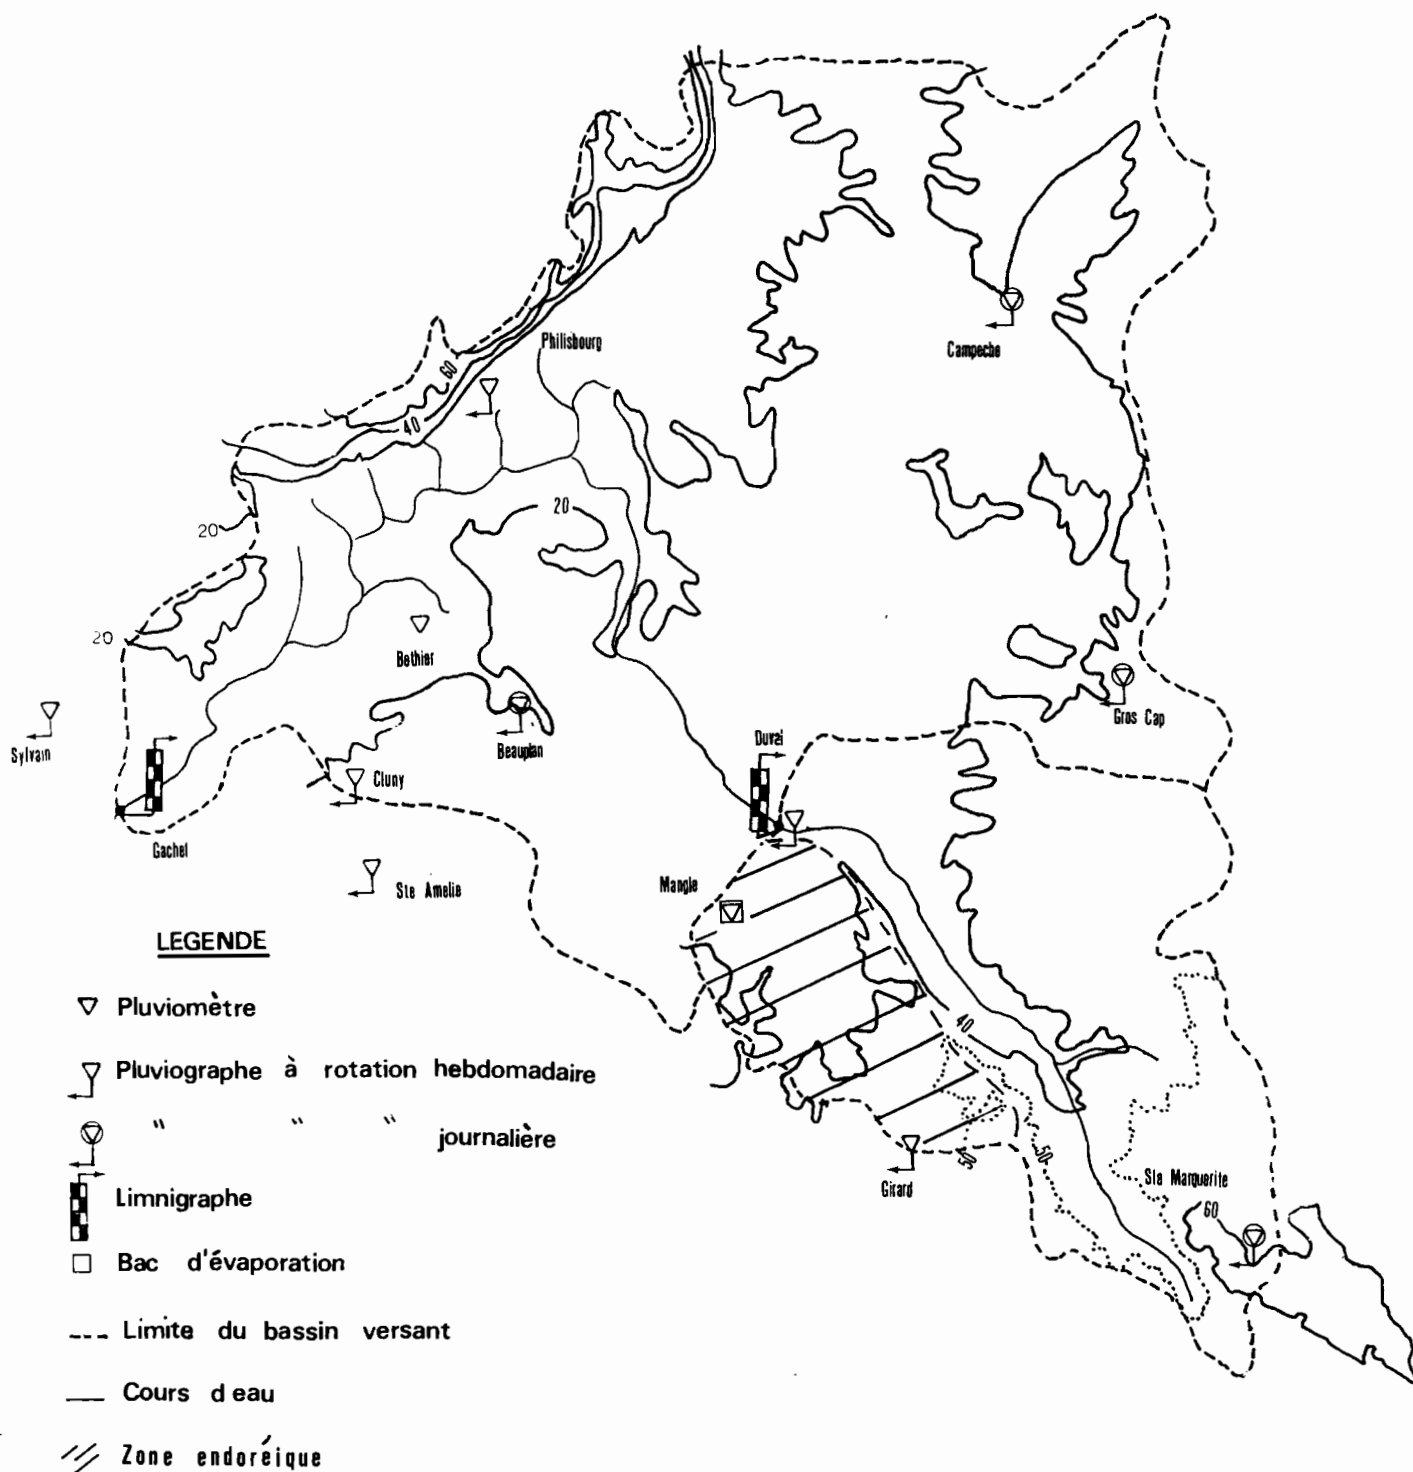 Philisbourg
60
Campeche
40
20
20
20
Bethier
Gros Cap
Sylvain
Beauplan
Duval
Cluny
Gachet
Ste Amelie
Mangle
LEGENDE
Pluviomètre
40
Pluviographe à rotation hebdomadaire
" " " journalière
50
50
Girard
Ste Marguerite
60
Limnigraphe
Bac d'évaporation
Limite du bassin versant
Cours d eau
Zone endoréique